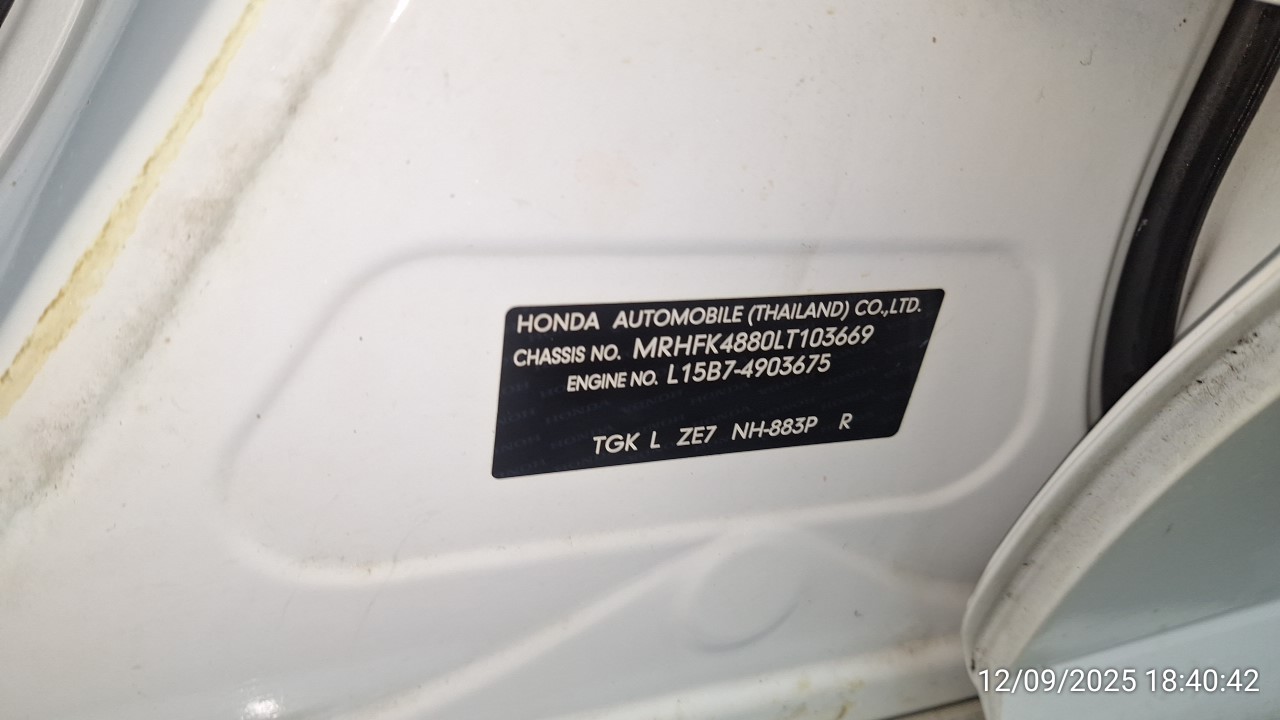 HONDA AUTOMOBILE (THAILAND) CO.,LTD.
CHASSIS NO. MRHFK4880LT103669
ENGINE NO. L15B7-4903675
TGK L ZE7 NH-883P R
12/09/2025 18:40:42